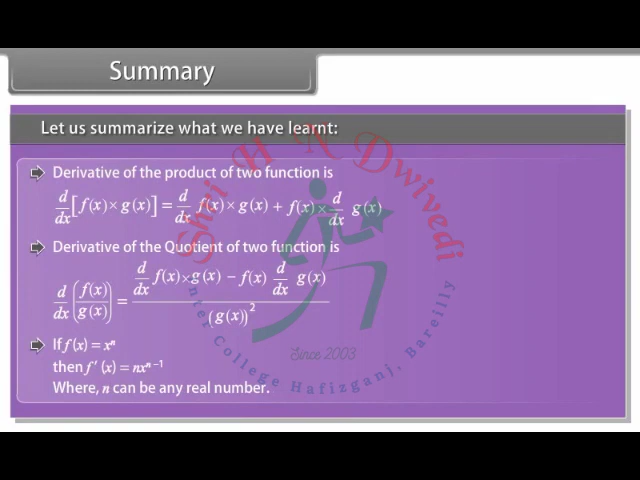 Summary
Let us summarize what we have learnt:
Derivative of the product of two function is
d/dx [f(x) × g(x)] = d/dx f(x) × g(x) + f(x) × d/dx g(x)
Derivative of the Quotient of two function is
d/dx (f(x)/g(x)) = (d/dx f(x) × g(x) − f(x) d/dx g(x)) / (g(x))²
If f(x) = xⁿ
then f′(x) = nxⁿ⁻¹
Where, n can be any real number.
Shri H N Dwivedi
Since 2003
Inter College Hafizganj, Bareilly